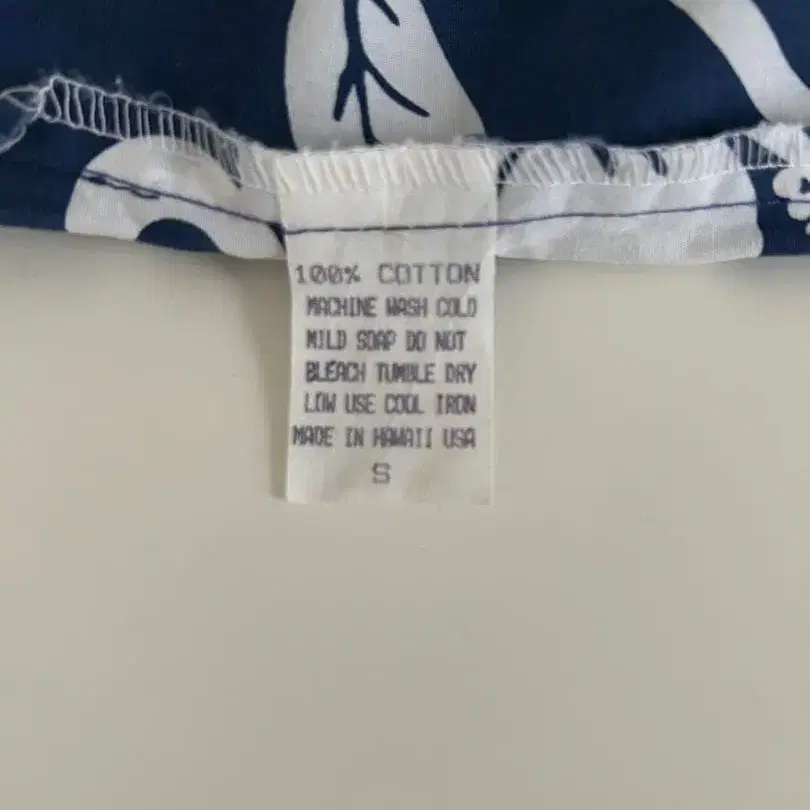 100% COTTON
MACHINE WASH COLD
MILD SOAP DO NOT
BLEACH TUMBLE DRY
LOW USE COOL IRON
MADE IN HAWAII USA
S